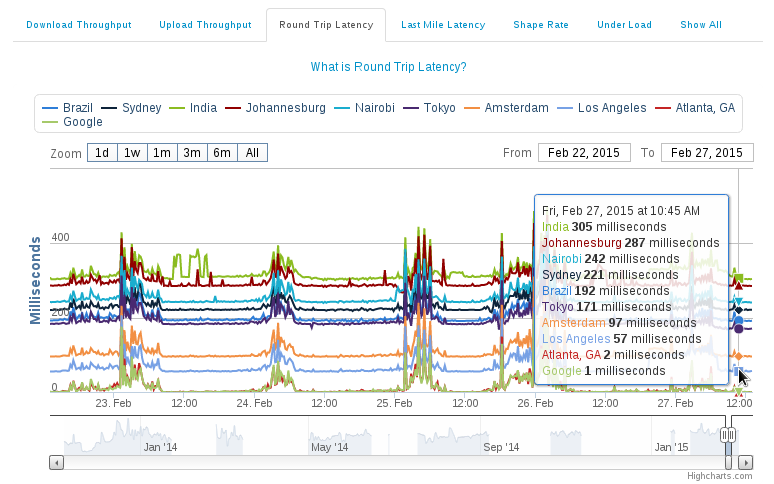 Download Throughput Upload Throughput Round Trip Latency Last Mile Latency Shape Rate Under Load Show All
What is Round Trip Latency?
Brazil Sydney India Johannesburg Nairobi Tokyo Amsterdam Los Angeles Atlanta, GA
Google
Zoom 1d 1w 1m 3m 6m All From Feb 22, 2015 To Feb 27, 2015
Milliseconds
400
200
0
Fri, Feb 27, 2015 at 10:45 AM
India 305 milliseconds
Johannesburg 287 milliseconds
Nairobi 242 milliseconds
Sydney 221 milliseconds
Brazil 192 milliseconds
Tokyo 171 milliseconds
Amsterdam 97 milliseconds
Los Angeles 57 milliseconds
Atlanta, GA 2 milliseconds
Google 1 milliseconds
23. Feb 12:00 24. Feb 12:00 25. Feb 12:00 26. Feb 12:00 27. Feb 12:00
Jan '14 May '14 Sep '14 Jan '15
Highcharts.com